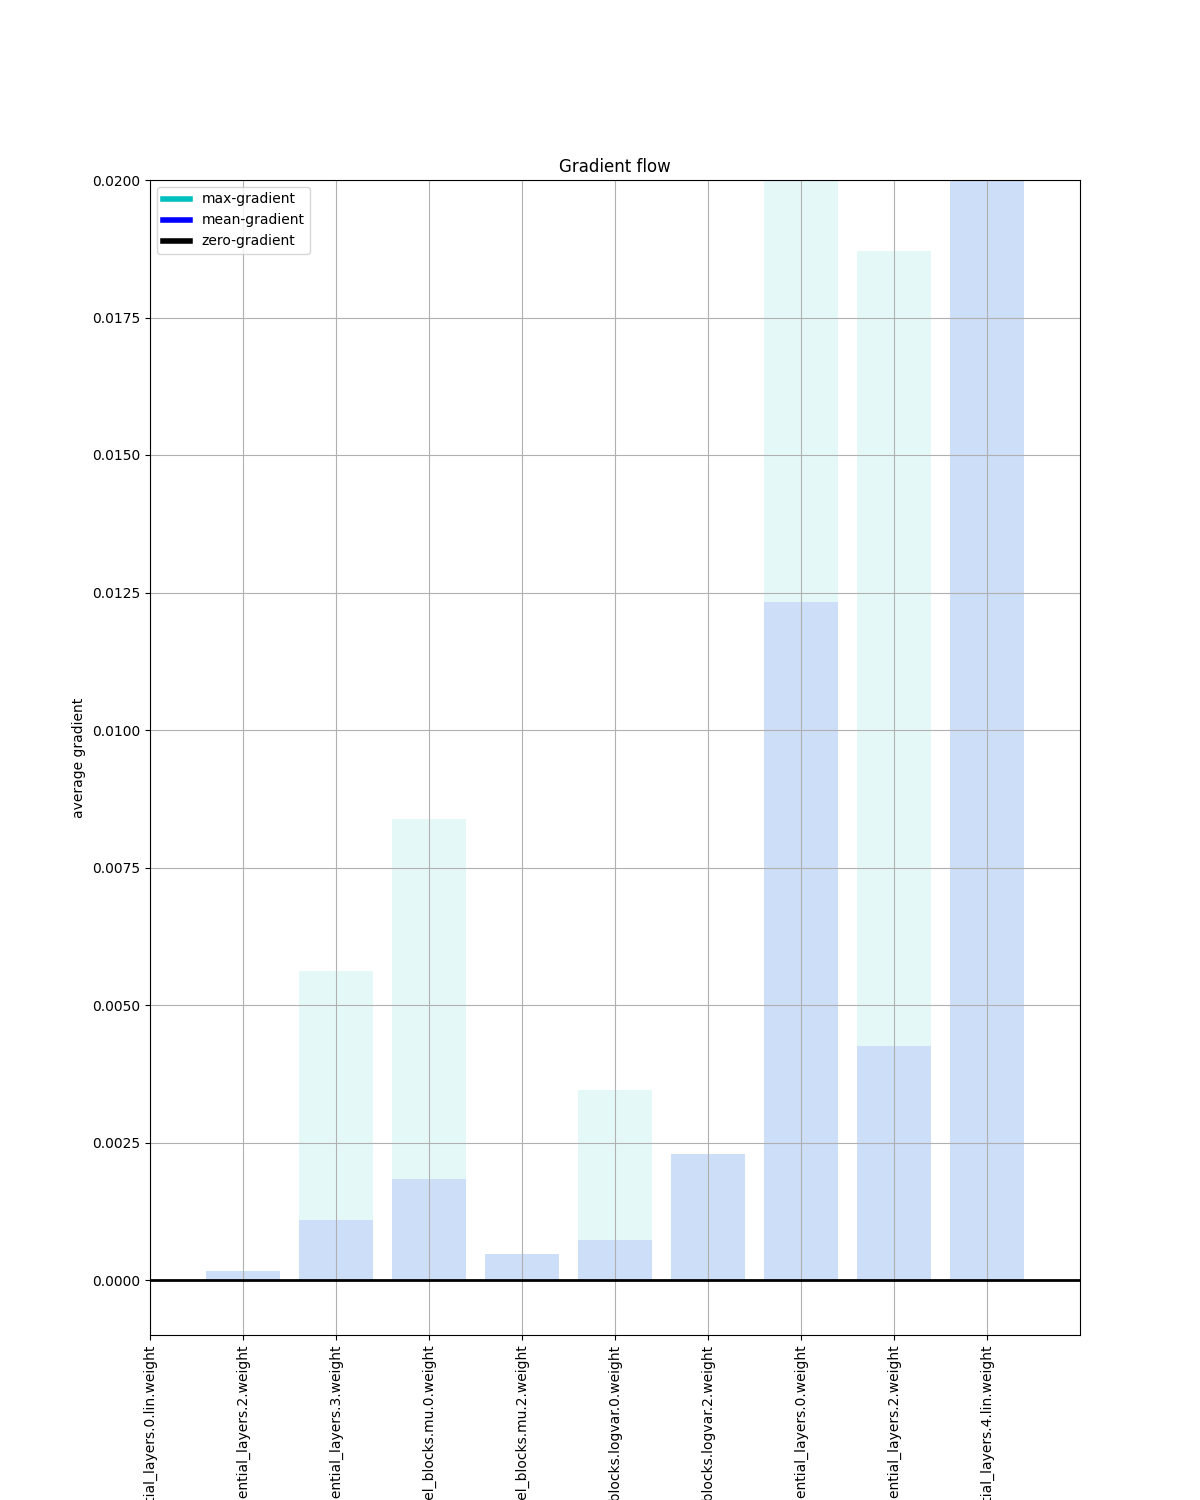 Gradient flow
max-gradient
mean-gradient
zero-gradient
0.0200
0.0175
0.0150
0.0125
0.0100
0.0075
0.0050
0.0025
0.0000
average gradient
tial_layers.0.lin.weight
ential_layers.2.weight
ential_layers.3.weight
el_blocks.mu.0.weight
el_blocks.mu.2.weight
blocks.logvar.0.weight
blocks.logvar.2.weight
ential_layers.0.weight
ential_layers.2.weight
tial_layers.4.lin.weight